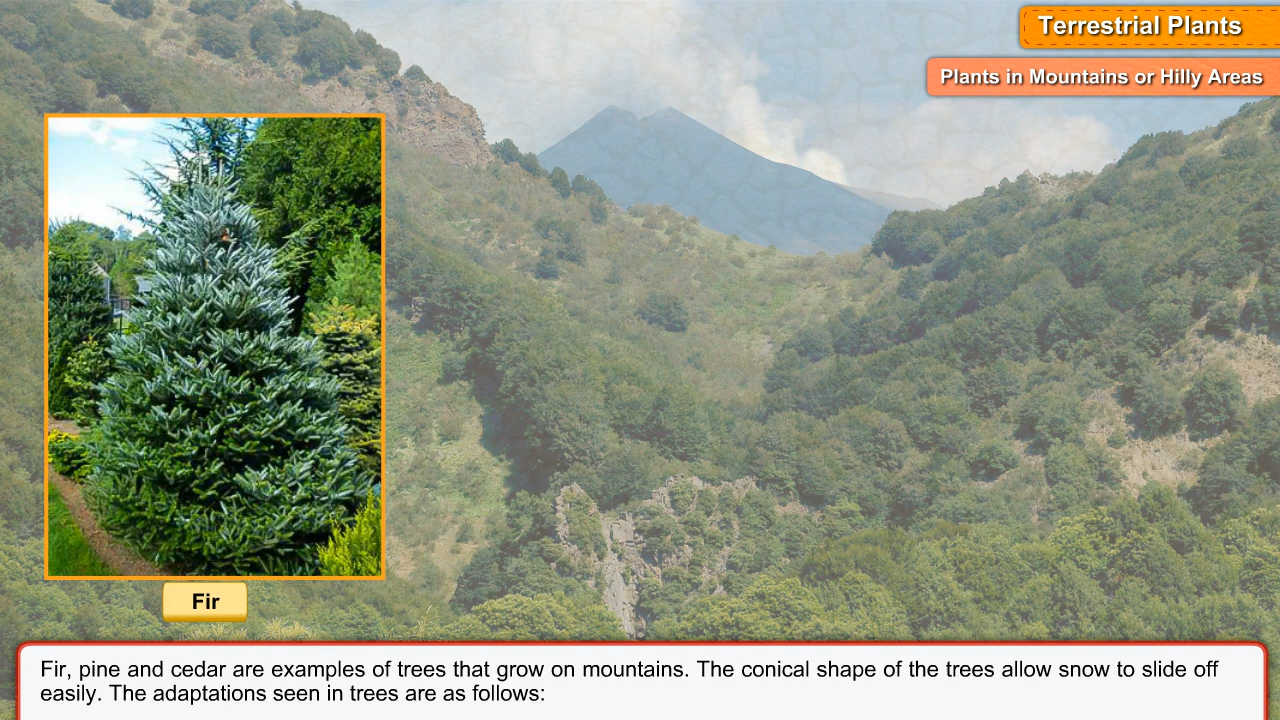 Terrestrial Plants
Plants in Mountains or Hilly Areas
Fir
Fir, pine and cedar are examples of trees that grow on mountains. The conical shape of the trees allow snow to slide off
easily. The adaptations seen in trees are as follows: